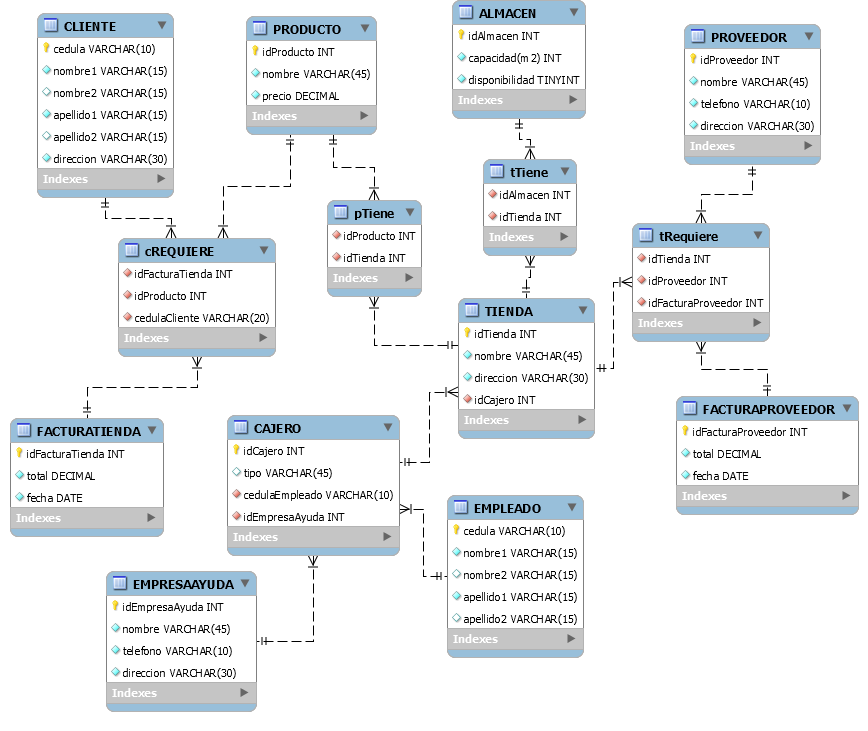 CLIENTE
cedula VARCHAR(10)
nombre1 VARCHAR(15)
nombre2 VARCHAR(15)
apellido1 VARCHAR(15)
apellido2 VARCHAR(15)
direccion VARCHAR(30)
Indexes
PRODUCTO
idProducto INT
nombre VARCHAR(45)
precio DECIMAL
Indexes
ALMACEN
idAlmacen INT
capacidad(m2) INT
disponibilidad TINYINT
Indexes
PROVEEDOR
idProveedor INT
nombre VARCHAR(45)
telefono VARCHAR(10)
direccion VARCHAR(30)
Indexes
cREQUIERE
idFacturaTienda INT
idProducto INT
cedulaCliente VARCHAR(20)
Indexes
pTiene
idProducto INT
idTienda INT
Indexes
tTiene
idAlmacen INT
idTienda INT
Indexes
tRequiere
idTienda INT
idProveedor INT
idFacturaProveedor INT
Indexes
TIENDA
idTienda INT
nombre VARCHAR(45)
direccion VARCHAR(30)
idCajero INT
Indexes
FACTURATIENDA
idFacturaTienda INT
total DECIMAL
fecha DATE
Indexes
CAJERO
idCajero INT
tipo VARCHAR(45)
cedulaEmpleado VARCHAR(10)
idEmpresaAyuda INT
Indexes
FACTURAPROVEEDOR
idFacturaProveedor INT
total DECIMAL
fecha DATE
Indexes
EMPLEADO
cedula VARCHAR(10)
nombre1 VARCHAR(15)
nombre2 VARCHAR(15)
apellido1 VARCHAR(15)
apellido2 VARCHAR(15)
Indexes
EMPRESAAYUDA
idEmpresaAyuda INT
nombre VARCHAR(45)
telefono VARCHAR(10)
direccion VARCHAR(30)
Indexes